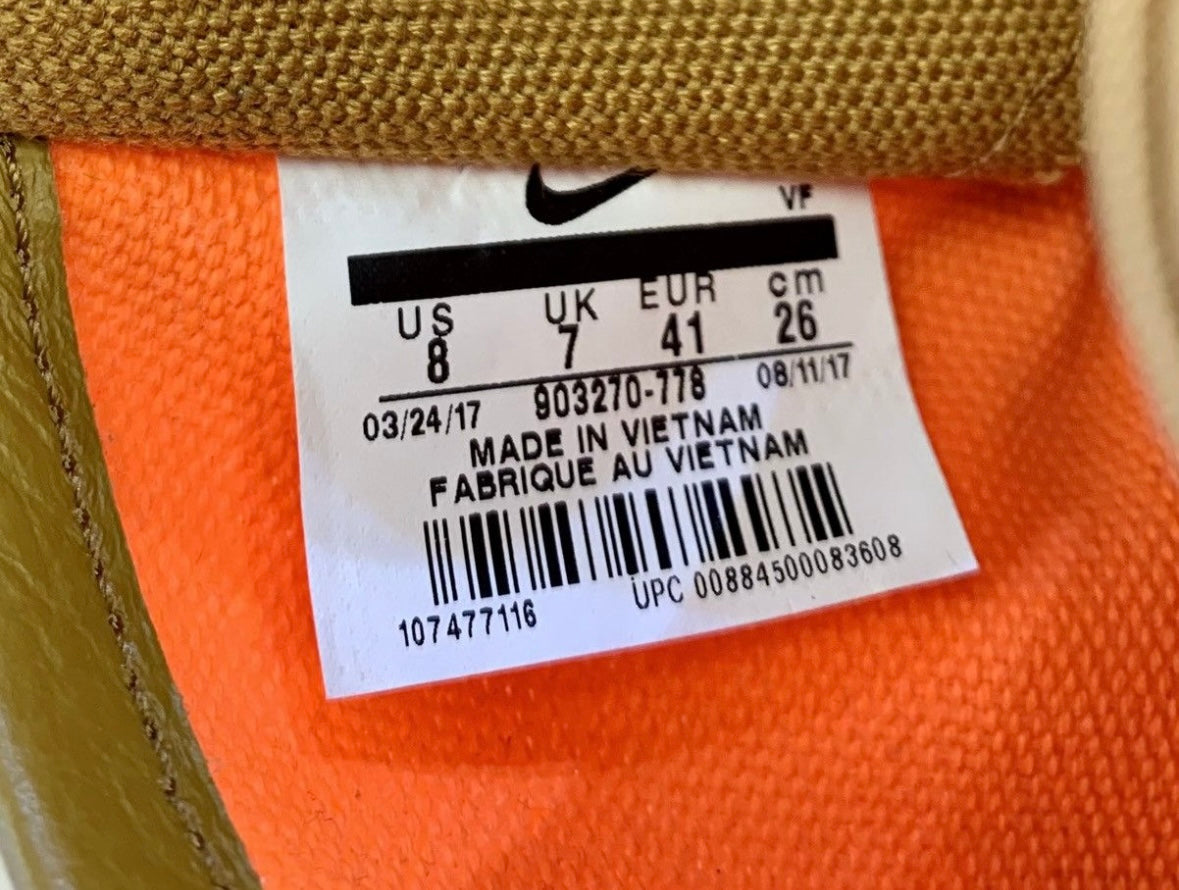 VF
US UK EUR cm
8 7 41 26
03/24/17 903270-778 08/11/17
MADE IN VIETNAM
FABRIQUE AU VIETNAM
107477116 UPC 00884500083608